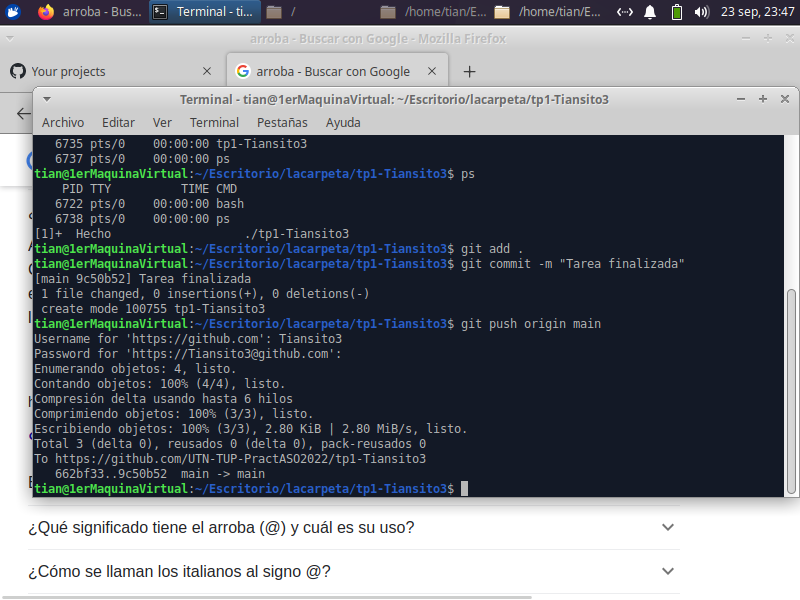 arroba - Bus...
Terminal - ti...
/
/home/tian/E...
/home/tian/E...
23 sep, 23:47
arroba - Buscar con Google - Mozilla Firefox
Your projects
arroba - Buscar con Google
Terminal - tian@1erMaquinaVirtual: ~/Escritorio/lacarpeta/tp1-Tiansito3
Archivo Editar Ver Terminal Pestañas Ayuda
6735 pts/0    00:00:00 tp1-Tiansito3
6737 pts/0    00:00:00 ps
tian@1erMaquinaVirtual:~/Escritorio/lacarpeta/tp1-Tiansito3$ ps
PID TTY          TIME CMD
6722 pts/0    00:00:00 bash
6738 pts/0    00:00:00 ps
[1]+  Hecho                   ./tp1-Tiansito3
tian@1erMaquinaVirtual:~/Escritorio/lacarpeta/tp1-Tiansito3$ git add .
tian@1erMaquinaVirtual:~/Escritorio/lacarpeta/tp1-Tiansito3$ git commit -m "Tarea finalizada"
[main 9c50b52] Tarea finalizada
1 file changed, 0 insertions(+), 0 deletions(-)
create mode 100755 tp1-Tiansito3
tian@1erMaquinaVirtual:~/Escritorio/lacarpeta/tp1-Tiansito3$ git push origin main
Username for 'https://github.com': Tiansito3
Password for 'https://Tiansito3@github.com':
Enumerando objetos: 4, listo.
Contando objetos: 100% (4/4), listo.
Compresión delta usando hasta 6 hilos
Comprimiendo objetos: 100% (3/3), listo.
Escribiendo objetos: 100% (3/3), 2.80 KiB | 2.80 MiB/s, listo.
Total 3 (delta 0), reusados 0 (delta 0), pack-reusados 0
To https://github.com/UTN-TUP-PractASO2022/tp1-Tiansito3
662bf33..9c50b52  main -> main
tian@1erMaquinaVirtual:~/Escritorio/lacarpeta/tp1-Tiansito3$
¿Qué significado tiene el arroba (@) y cuál es su uso?
¿Cómo se llaman los italianos al signo @?